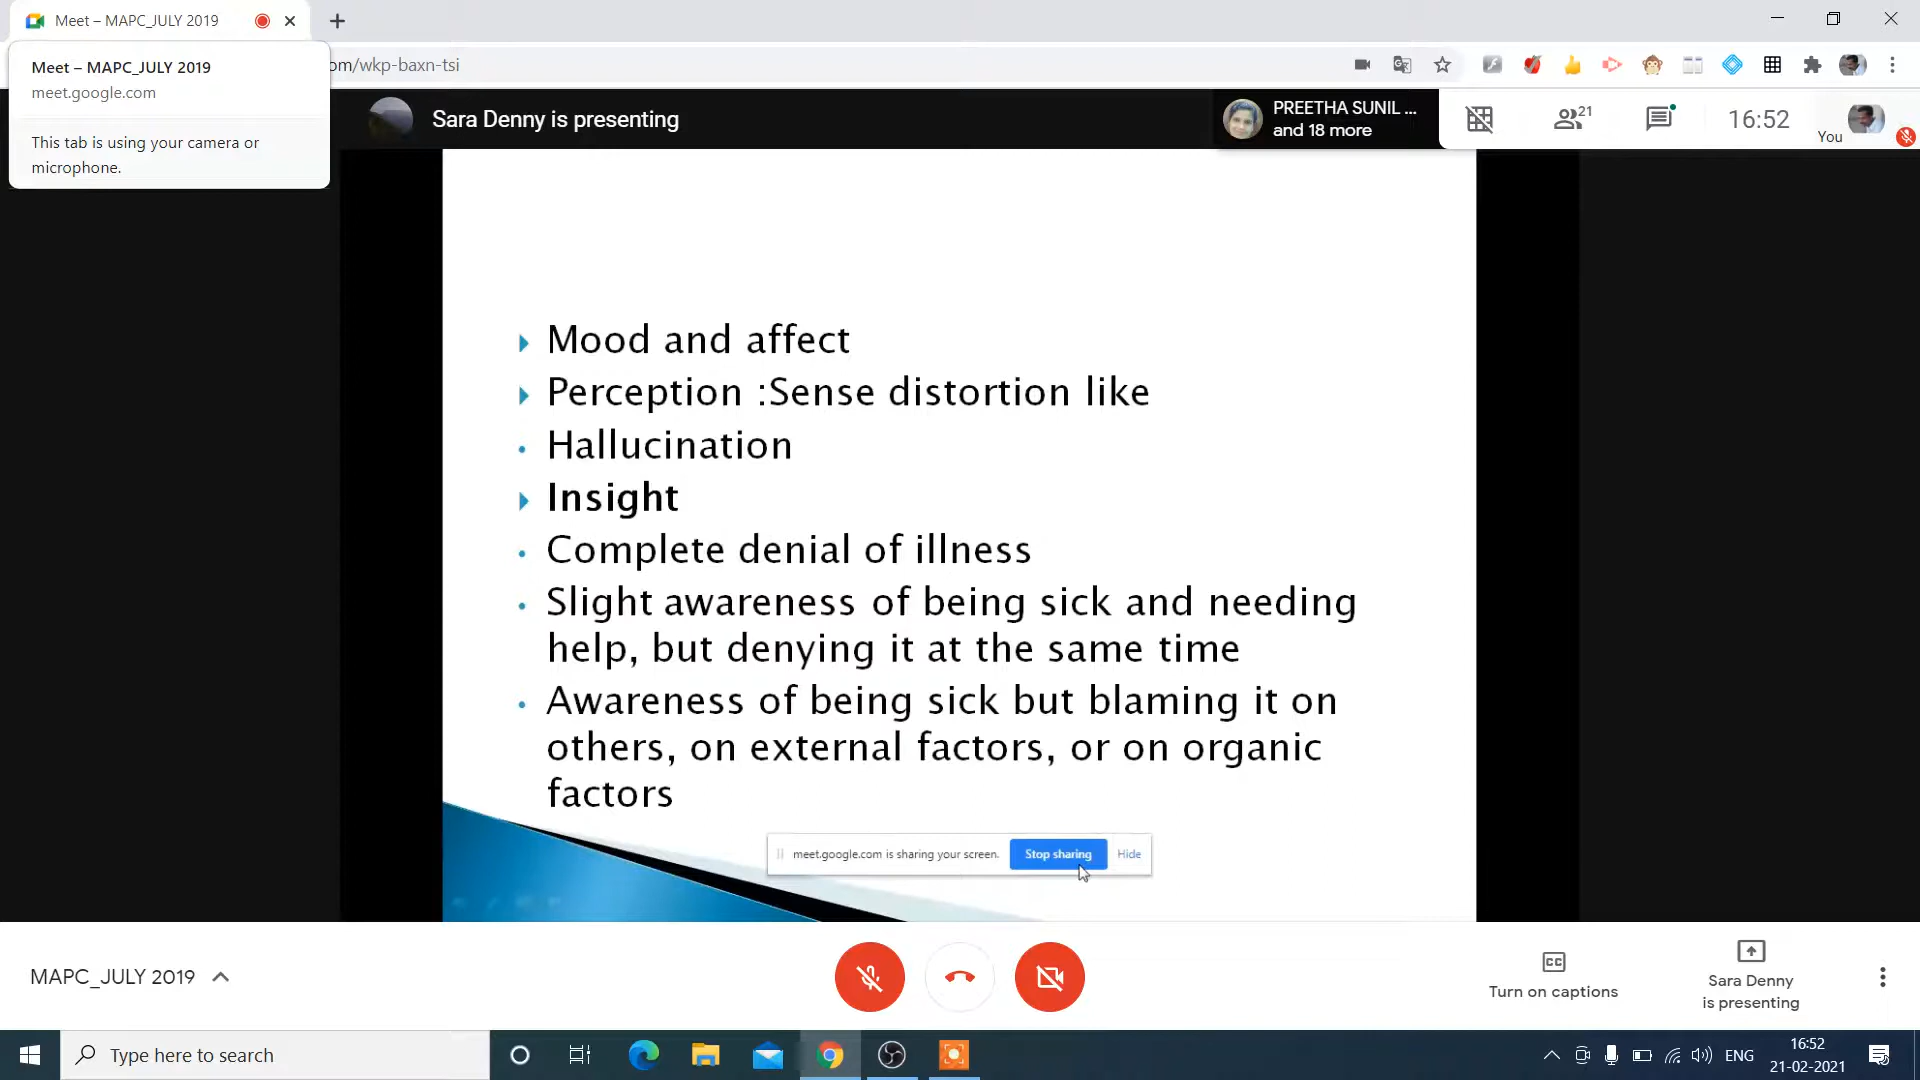 Meet – MAPC_JULY 2019
Meet – MAPC_JULY 2019
meet.google.com
This tab is using your camera or
microphone.
om/wkp-baxn-tsi
Sara Denny is presenting
PREETHA SUNIL ...
and 18 more
21
16:52
You
Mood and affect
Perception :Sense distortion like
Hallucination
Insight
Complete denial of illness
Slight awareness of being sick and needing
help, but denying it at the same time
Awareness of being sick but blaming it on
others, on external factors, or on organic
factors
meet.google.com is sharing your screen.
Stop sharing
Hide
MAPC_JULY 2019
CC
Turn on captions
Sara Denny
is presenting
Type here to search
ENG
16:52
21-02-2021